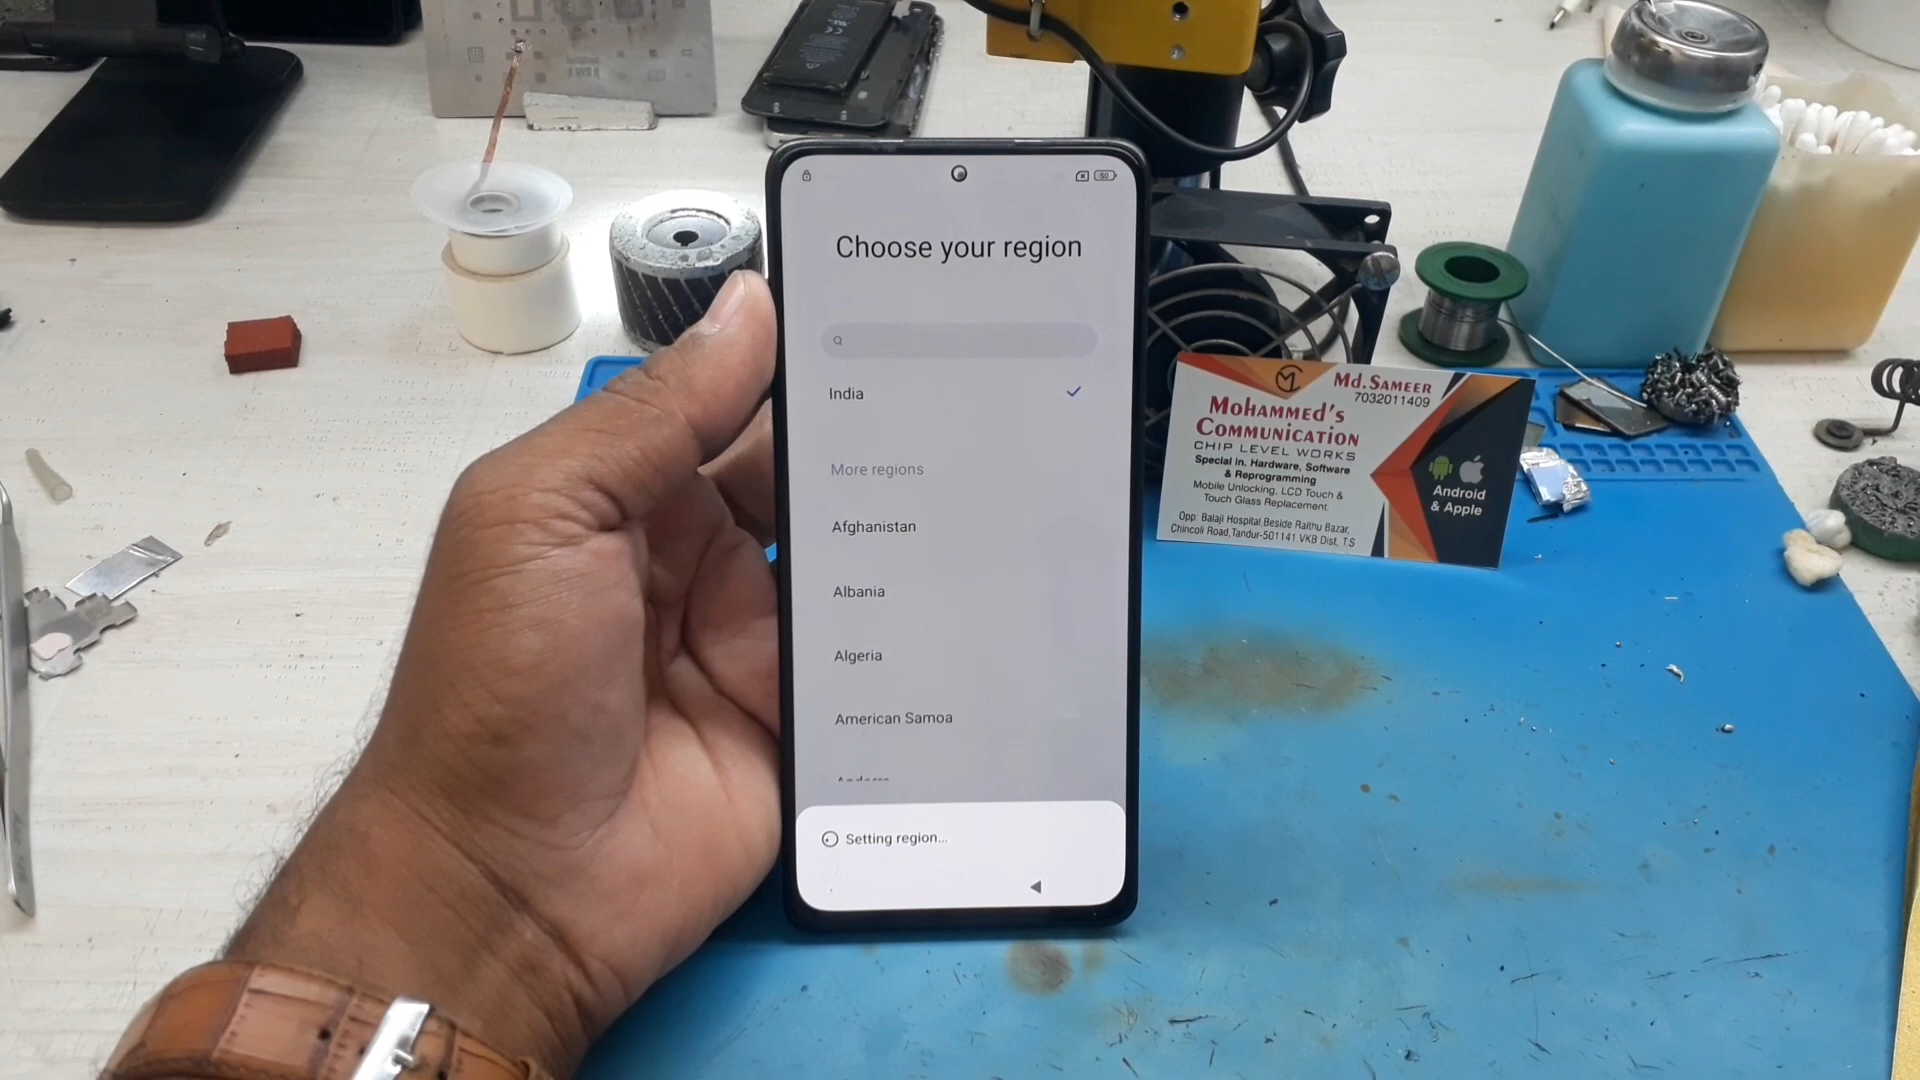 50
Choose your region
India
More regions
Afghanistan
Albania
Algeria
American Samoa
Setting region...
Md.Sameer
7032011409
Mohammed's
Communication
CHIP LEVEL WORKS
Special in. Hardware, Software
& Reprogramming
Mobile Unlocking, LCD Touch &
Touch Glass Replacement.
Opp: Balaji Hospital,Beside Raithu Bazar,
Chincoli Road,Tandur-501141 VKB Dist, T.S
Android
& Apple